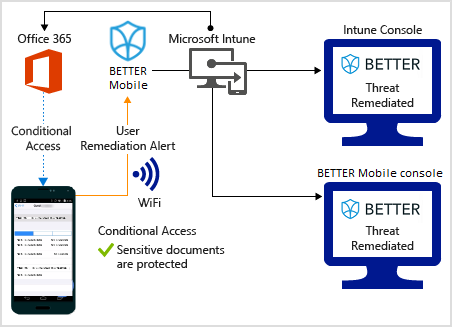 Office 365
Microsoft Intune
Intune Console
BETTER
Mobile
BETTER
Threat
Remediated
Conditional
Access
User
Remediation Alert
WiFi
BETTER Mobile console
BETTER
Threat
Remediated
Conditional Access
Sensitive documents
are protected